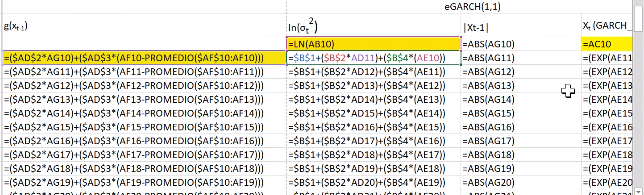 eGARCH(1,1)
g(xₜ₋₁) ln(σₜ²) |Xt-1| Xₜ (GARCH_
=LN(AB10) =ABS(AG10) =AC10
=($AD$2*AG10)+($AD$3*(AF10-PROMEDIO($AF$10:AF10))) =$B$1+($B$2*AD11)+($B$4*(AE10)) =ABS(AG11) =(EXP(AE11
=($AD$2*AG11)+($AD$3*(AF11-PROMEDIO($AF$10:AF11))) =$B$1+($B$2*AD12)+($B$4*(AE11)) =ABS(AG12) =(EXP(AE12
=($AD$2*AG12)+($AD$3*(AF12-PROMEDIO($AF$10:AF12))) =$B$1+($B$2*AD13)+($B$4*(AE12)) =ABS(AG13) =(EXP(AE13
=($AD$2*AG13)+($AD$3*(AF13-PROMEDIO($AF$10:AF13))) =$B$1+($B$2*AD14)+($B$4*(AE13)) =ABS(AG14) =(EXP(AE14
=($AD$2*AG14)+($AD$3*(AF14-PROMEDIO($AF$10:AF14))) =$B$1+($B$2*AD15)+($B$4*(AE14)) =ABS(AG15) =(EXP(AE15
=($AD$2*AG15)+($AD$3*(AF15-PROMEDIO($AF$10:AF15))) =$B$1+($B$2*AD16)+($B$4*(AE15)) =ABS(AG16) =(EXP(AE16
=($AD$2*AG16)+($AD$3*(AF16-PROMEDIO($AF$10:AF16))) =$B$1+($B$2*AD17)+($B$4*(AE16)) =ABS(AG17) =(EXP(AE17
=($AD$2*AG17)+($AD$3*(AF17-PROMEDIO($AF$10:AF17))) =$B$1+($B$2*AD18)+($B$4*(AE17)) =ABS(AG18) =(EXP(AE18
=($AD$2*AG18)+($AD$3*(AF18-PROMEDIO($AF$10:AF18))) =$B$1+($B$2*AD19)+($B$4*(AE18)) =ABS(AG19) =(EXP(AE19
=($AD$2*AG19)+($AD$3*(AF19-PROMEDIO($AF$10:AF19))) =$B$1+($B$2*AD20)+($B$4*(AE19)) =ABS(AG20) =(EXP(AE20